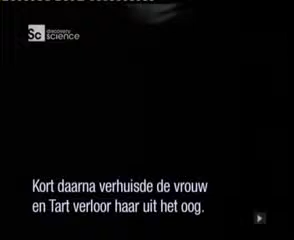 Sc discovery
science
Kort daarna verhuisde de vrouw
en Tart verloor haar uit het oog.